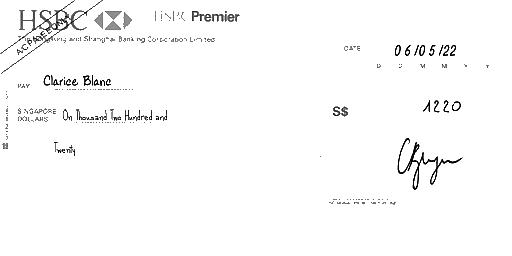 HSBC HSBC Premier
The Hongkong and Shanghai Banking Corporation Limited
A/C PAYEE ONLY
DATE 06/05/22
D D M M Y Y
PAY Clarice Blanc
SINGAPORE DOLLARS On Thousand Two Hundred and
Twenty
S$ 1220